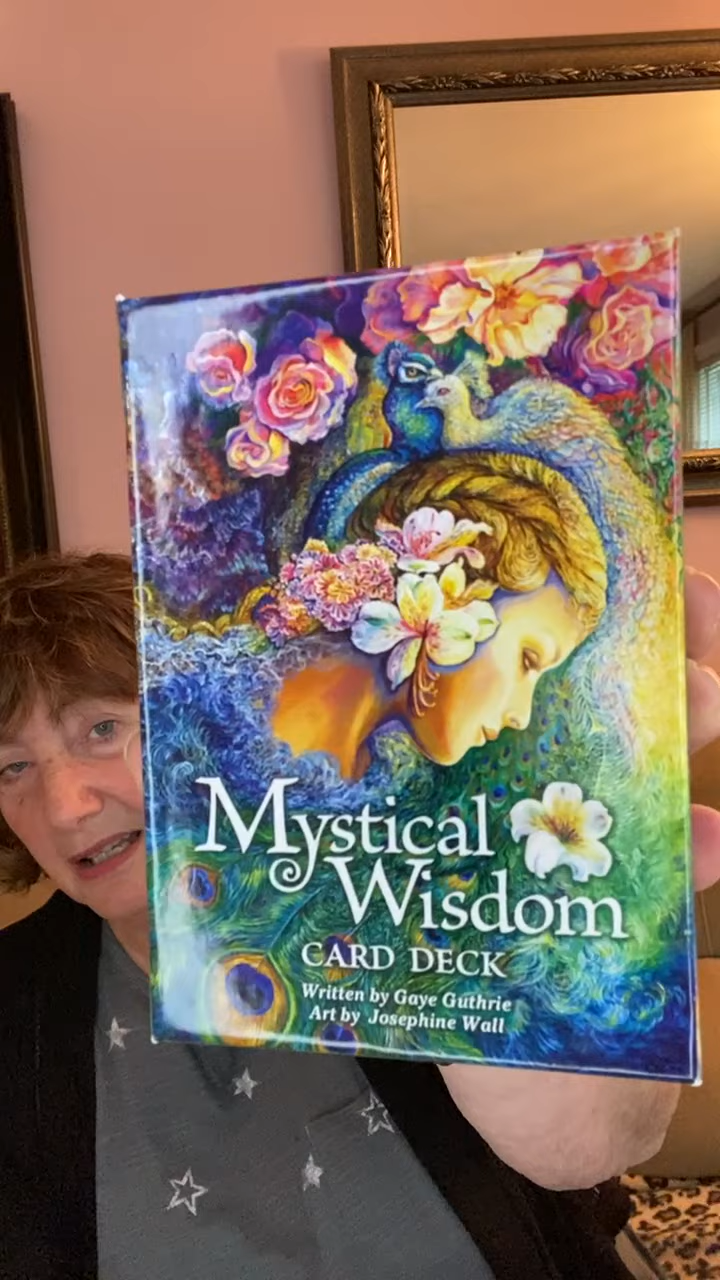 Mystical
Wisdom
CARD DECK
Written by Gaye Guthrie
Art by Josephine Wall